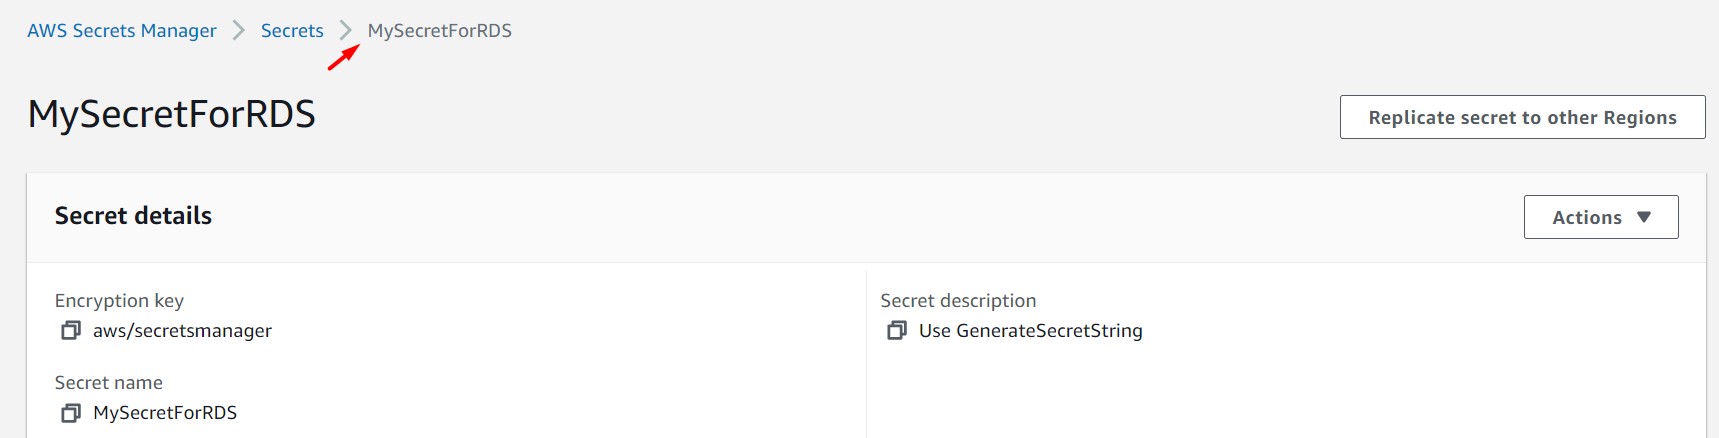 AWS Secrets Manager > Secrets > MySecretForRDS
MySecretForRDS
Replicate secret to other Regions
Secret details
Actions
Encryption key
aws/secretsmanager
Secret description
Use GenerateSecretString
Secret name
MySecretForRDS